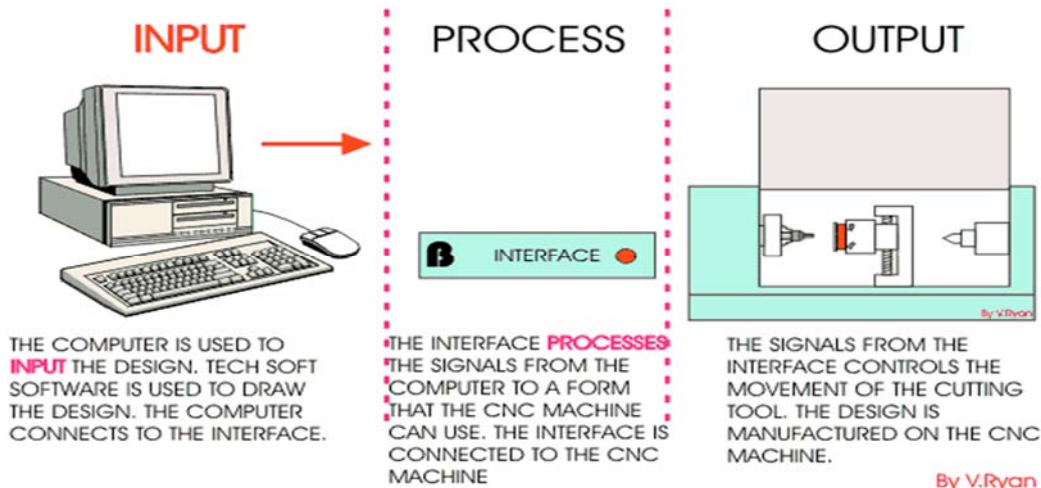 INPUT
PROCESS
OUTPUT
β INTERFACE
By V.Ryan
THE COMPUTER IS USED TO
INPUT THE DESIGN. TECH SOFT
SOFTWARE IS USED TO DRAW
THE DESIGN. THE COMPUTER
CONNECTS TO THE INTERFACE.
THE INTERFACE PROCESSES
THE SIGNALS FROM THE
COMPUTER TO A FORM
THAT THE CNC MACHINE
CAN USE. THE INTERFACE IS
CONNECTED TO THE CNC
MACHINE
THE SIGNALS FROM THE
INTERFACE CONTROLS THE
MOVEMENT OF THE CUTTING
TOOL. THE DESIGN IS
MANUFACTURED ON THE CNC
MACHINE.
By V.Ryan